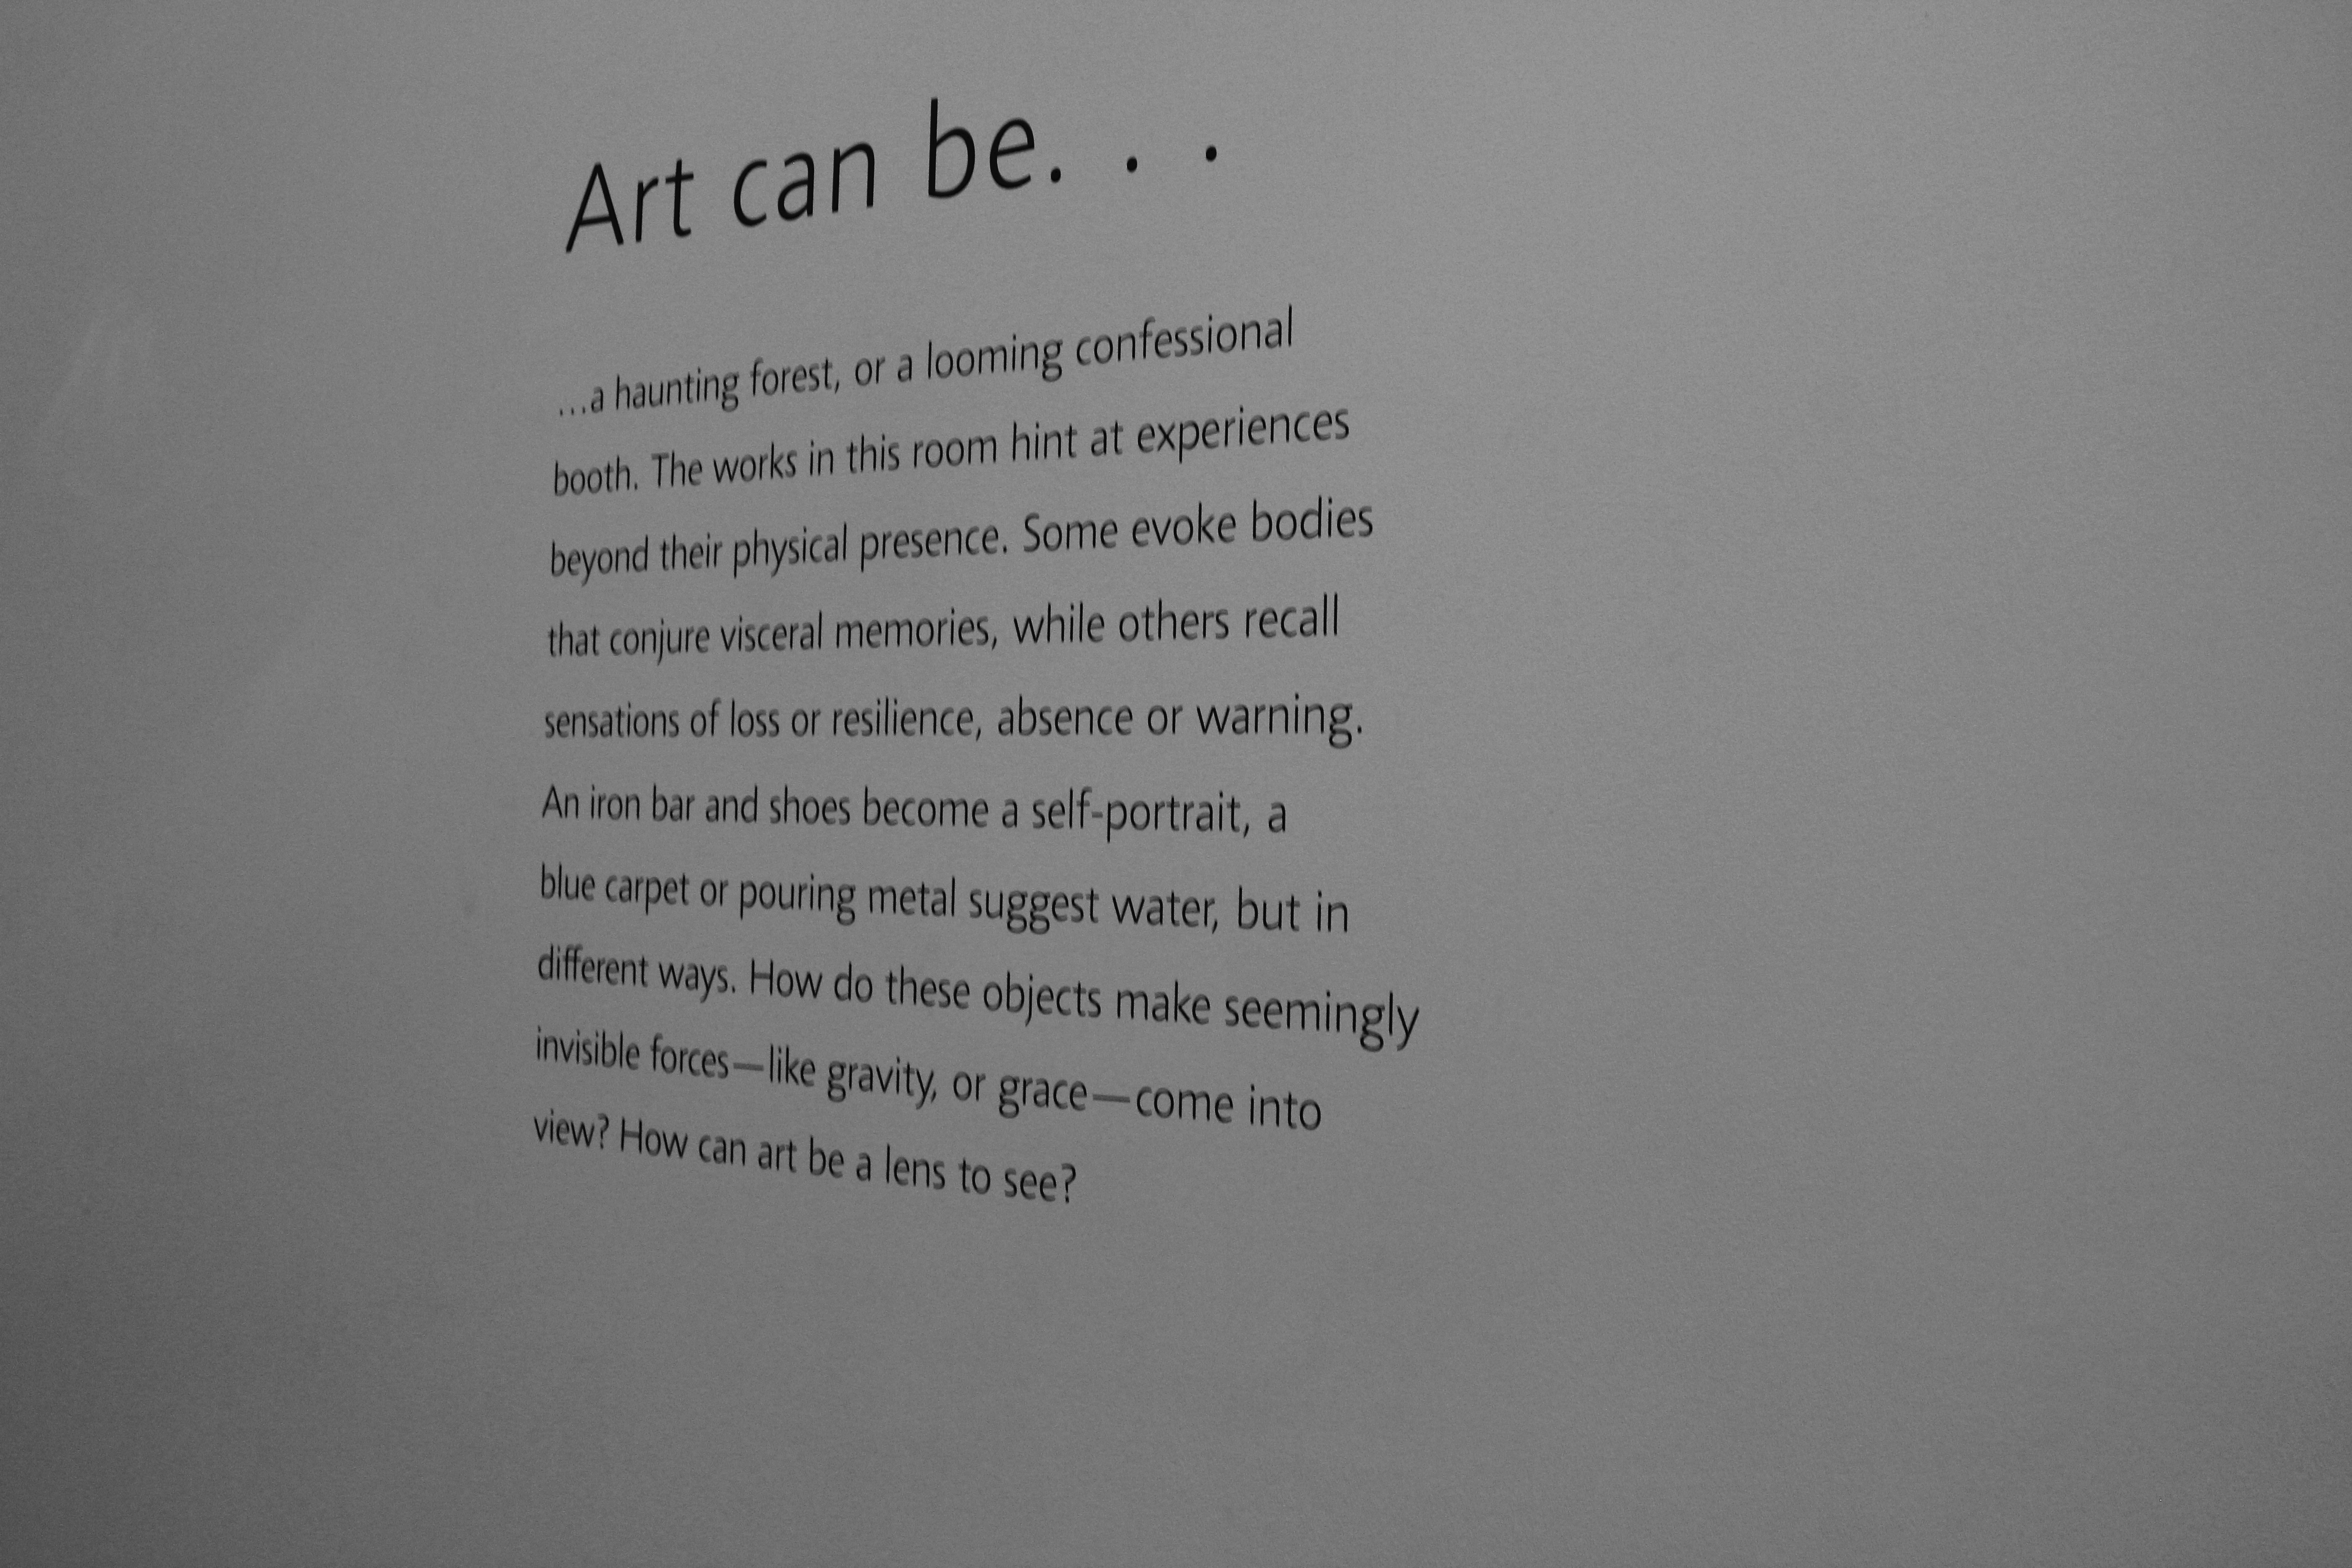 Art can be. . .
...a haunting forest, or a looming confessional
booth. The works in this room hint at experiences
beyond their physical presence. Some evoke bodies
that conjure visceral memories, while others recall
sensations of loss or resilience, absence or warning.
An iron bar and shoes become a self-portrait, a
blue carpet or pouring metal suggest water, but in
different ways. How do these objects make seemingly
invisible forces—like gravity, or grace—come into
view? How can art be a lens to see?